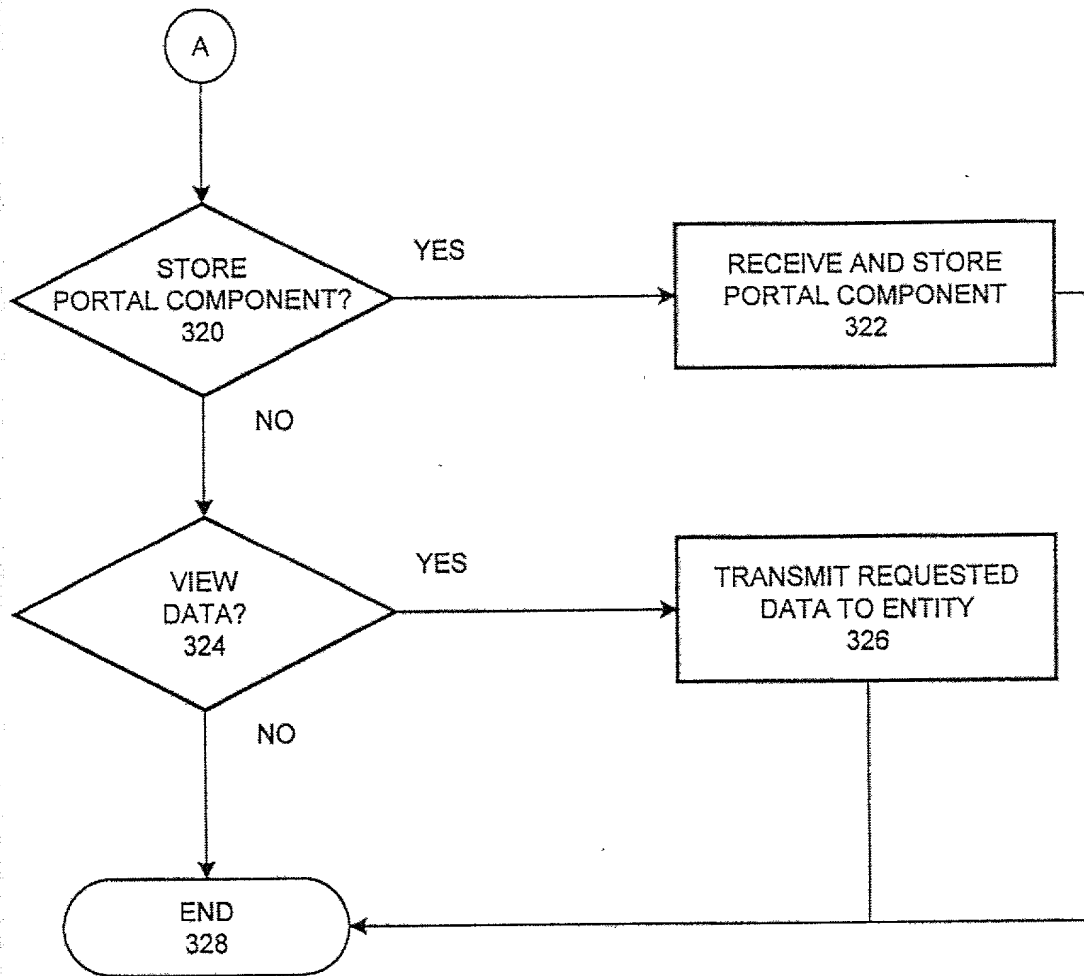 A
STORE
PORTAL COMPONENT?
320
YES
RECEIVE AND STORE
PORTAL COMPONENT
322
NO
VIEW
DATA?
324
YES
TRANSMIT REQUESTED
DATA TO ENTITY
326
NO
END
328